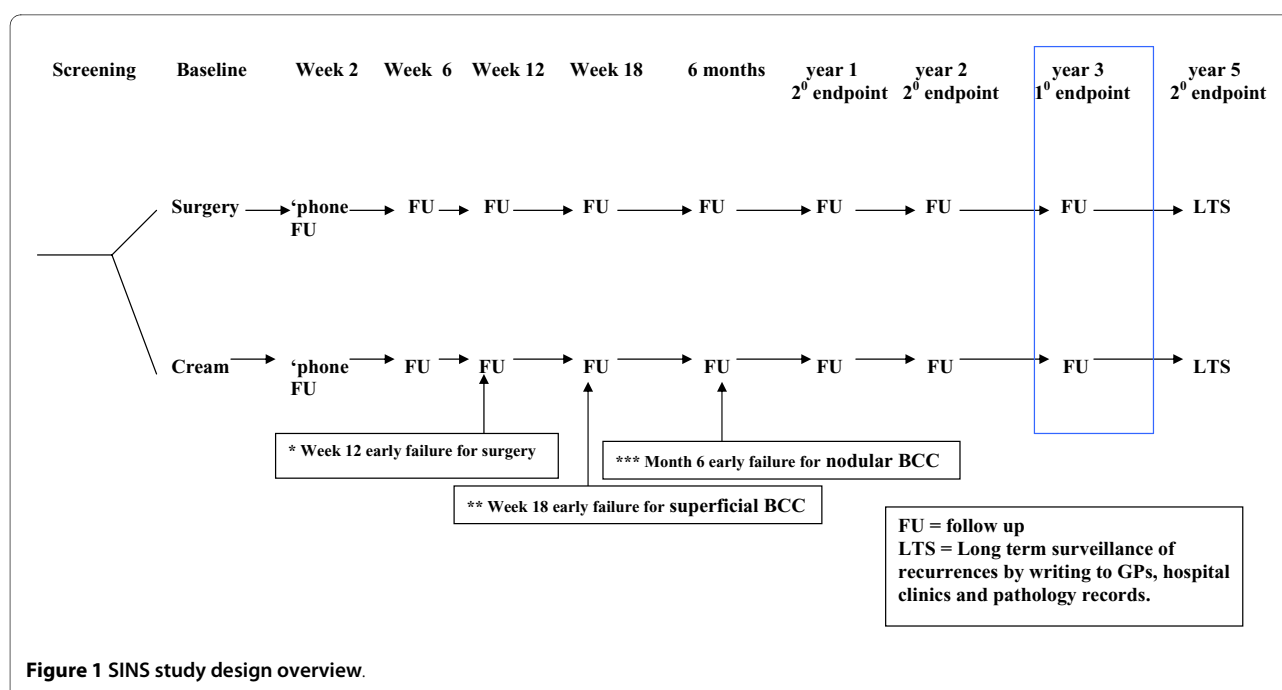 Screening Baseline Week 2 Week 6 Week 12 Week 18 6 months year 1 year 2 year 3 year 5
2⁰ endpoint 2⁰ endpoint 1⁰ endpoint 2⁰ endpoint
Surgery ‘phone FU FU FU FU FU FU FU LTS
FU
Cream ‘phone FU FU FU FU FU FU FU LTS
FU
* Week 12 early failure for surgery
*** Month 6 early failure for nodular BCC
** Week 18 early failure for superficial BCC
FU = follow up
LTS = Long term surveillance of
recurrences by writing to GPs, hospital
clinics and pathology records.
Figure 1 SINS study design overview.